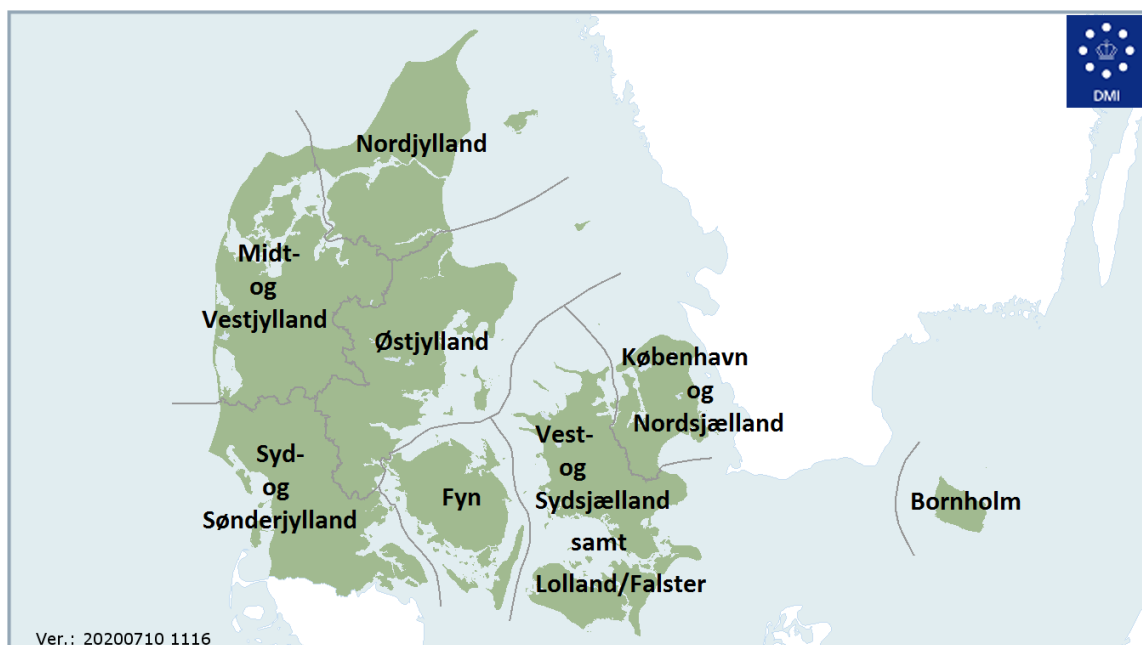 DMI
Nordjylland
Midt-
og
Vestjylland
Østjylland
København
og
Nordsjælland
Syd-
og
Sønderjylland
Fyn
Vest-
og
Sydsjælland
samt
Lolland/Falster
Bornholm
Ver.: 20200710 1116